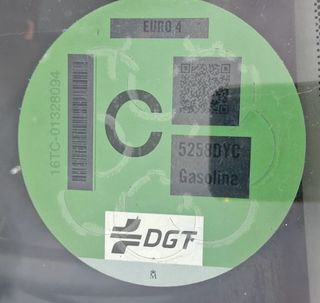 EURO 4
16TC-01328094
C
5258DYC
Gasolina
DGT